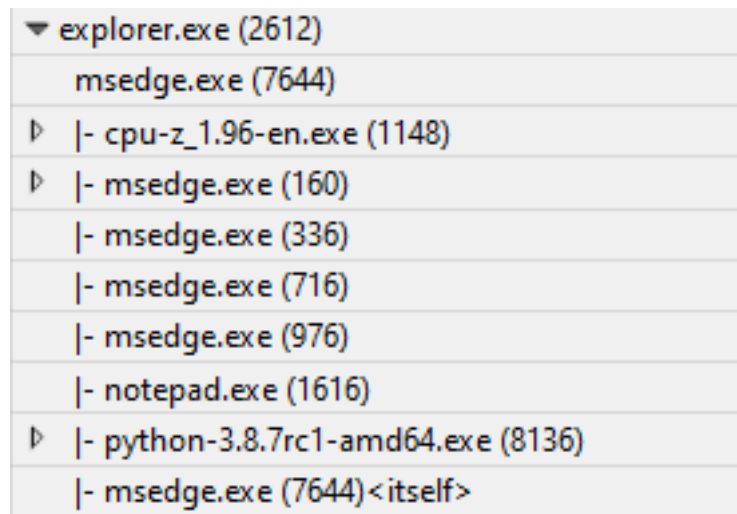 explorer.exe (2612)
msedge.exe (7644)
|- cpu-z_1.96-en.exe (1148)
|- msedge.exe (160)
|- msedge.exe (336)
|- msedge.exe (716)
|- msedge.exe (976)
|- notepad.exe (1616)
|- python-3.8.7rc1-amd64.exe (8136)
|- msedge.exe (7644)<itself>